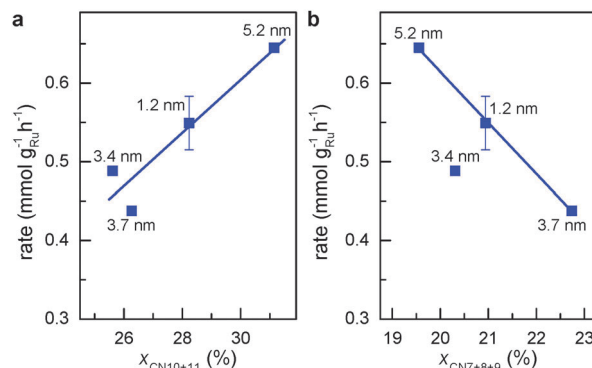 a
b
5.2 nm
5.2 nm
0.6
0.6
1.2 nm
1.2 nm
3.4 nm
3.4 nm
0.5
0.5
3.7 nm
3.7 nm
0.4
0.4
0.3
0.3
rate (mmol g⁻¹Ru h⁻¹)
rate (mmol g⁻¹Ru h⁻¹)
26 28 30
19 20 21 22 23
xCN10+11 (%)
xCN7+8+9 (%)